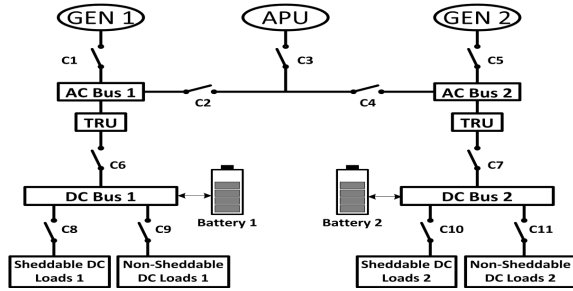 GEN 1
APU
GEN 2
C1
C3
C5
AC Bus 1
C2
C4
AC Bus 2
TRU
TRU
C6
C7
DC Bus 1
Battery 1
Battery 2
DC Bus 2
C8
C9
C10
C11
Sheddable DC
Loads 1
Non-Sheddable
DC Loads 1
Sheddable DC
Loads 2
Non-Sheddable
DC Loads 2